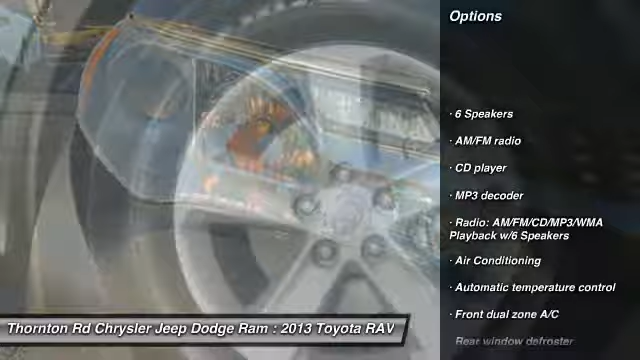 Options
· 6 Speakers
· AM/FM radio
· CD player
· MP3 decoder
· Radio: AM/FM/CD/MP3/WMA
Playback w/6 Speakers
· Air Conditioning
· Automatic temperature control
· Front dual zone A/C
· Rear window defroster
Thornton Rd Chrysler Jeep Dodge Ram : 2013 Toyota RAV